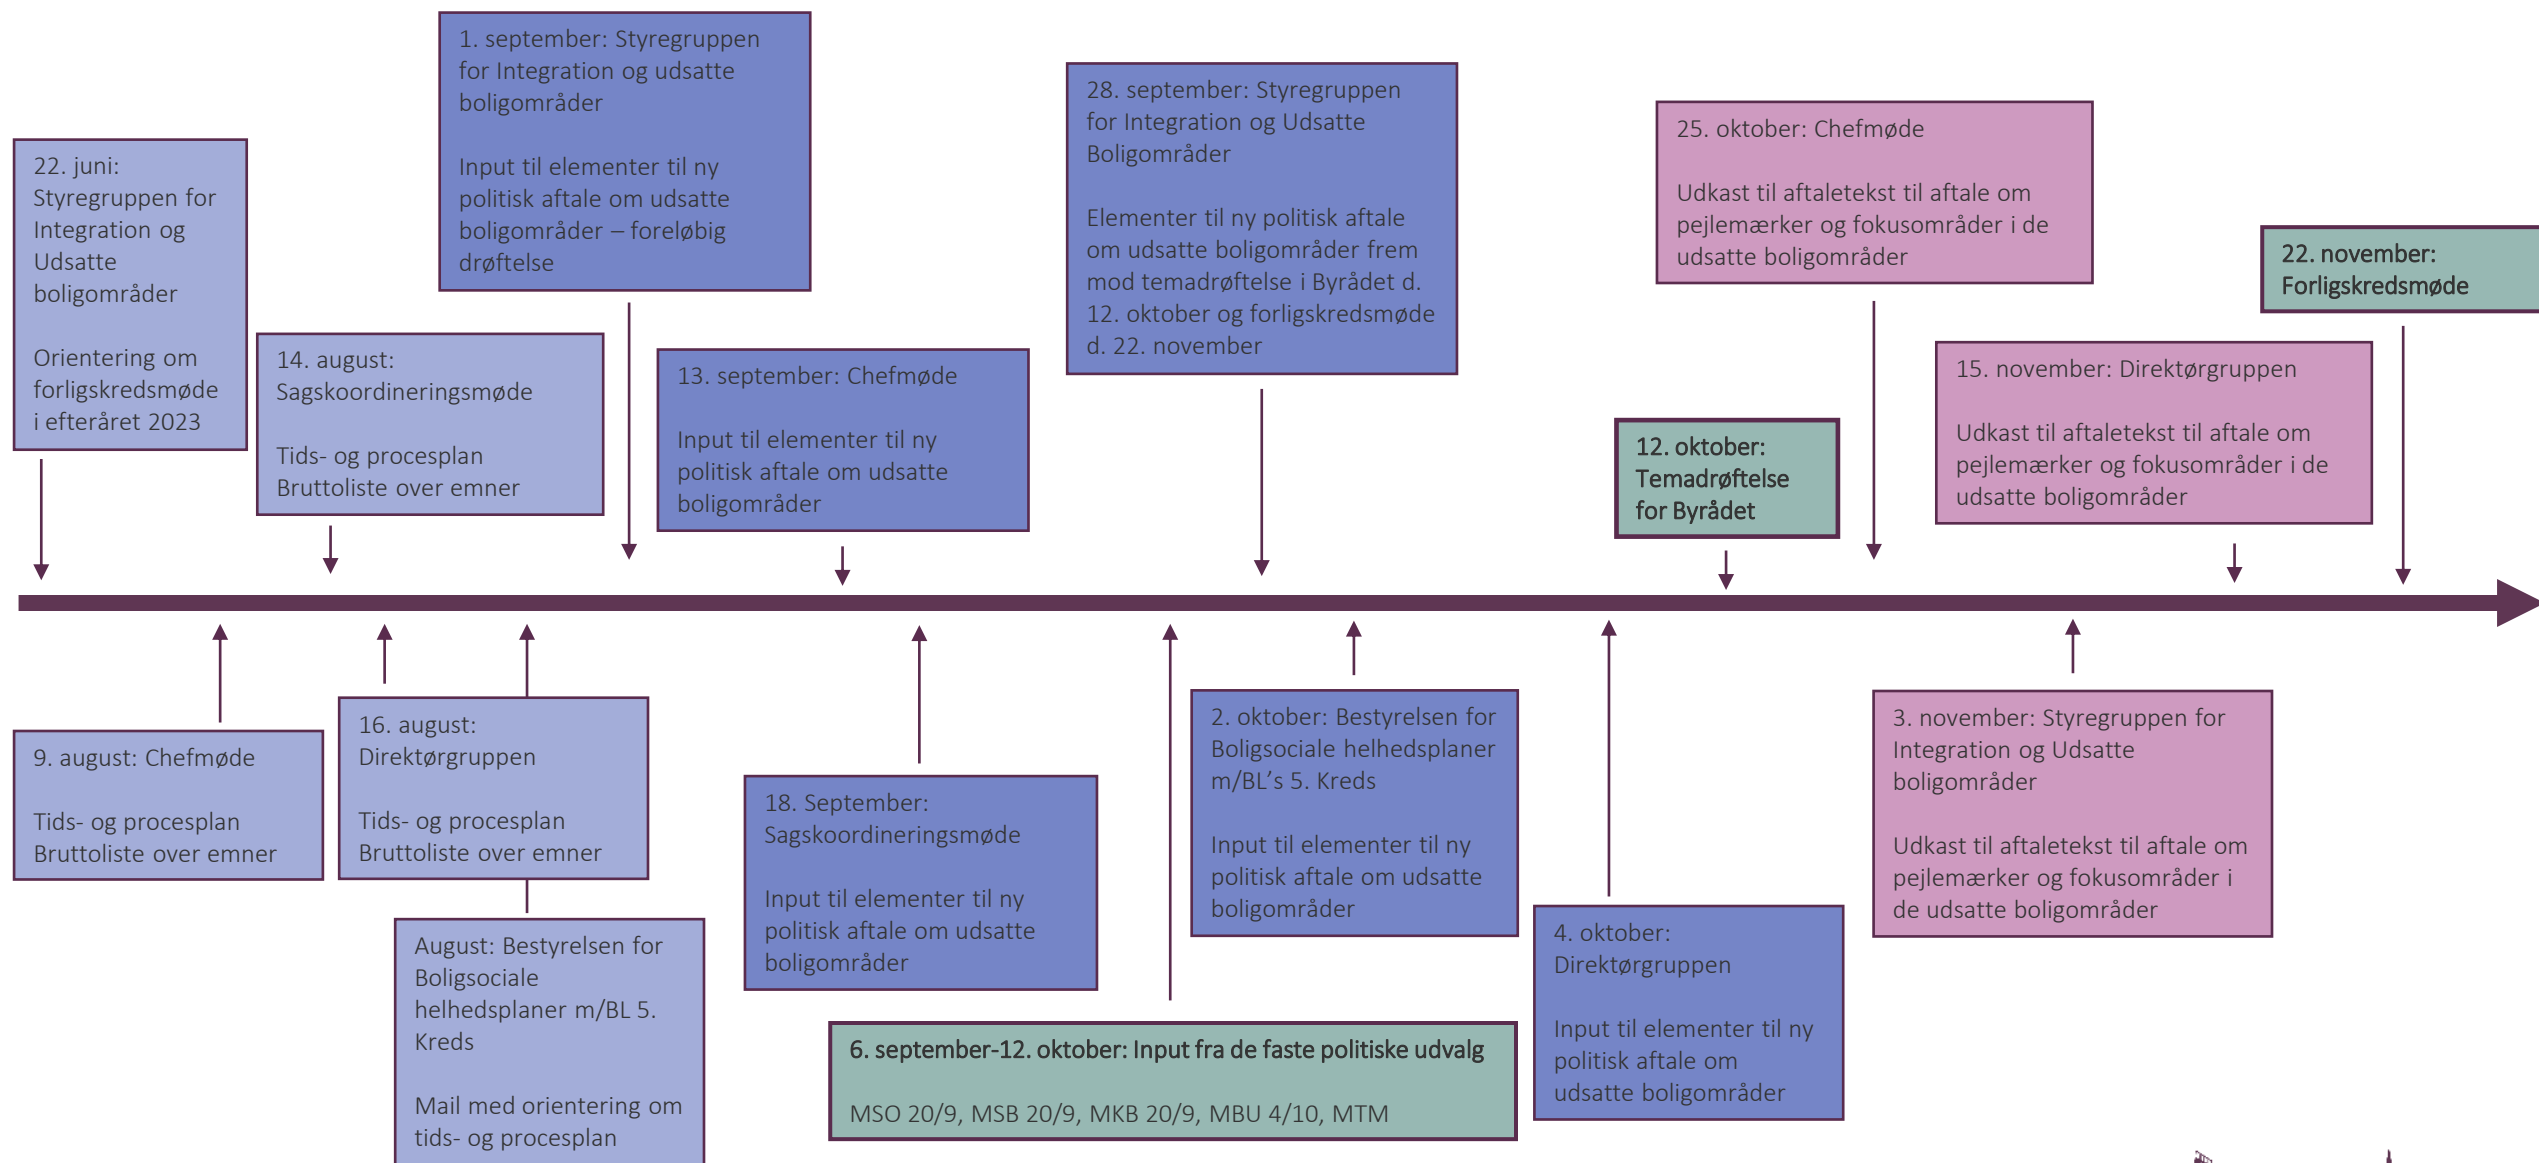 22. juni:
Styregruppen for
Integration og
Udsatte
boligområder
Orientering om
forligskredsmøde
i efteråret 2023
14. august:
Sagskoordineringsmøde
Tids- og procesplan
Bruttoliste over emner
1. september: Styregruppen
for Integration og udsatte
boligområder
Input til elementer til ny
politisk aftale om udsatte
boligområder – foreløbig
drøftelse
13. september: Chefmøde
Input til elementer til ny
politisk aftale om udsatte
boligområder
28. september: Styregruppen
for Integration og Udsatte
Boligområder
Elementer til ny politisk aftale
om udsatte boligområder frem
mod temadrøftelse i Byrådet d.
12. oktober og forligskredsmøde
d. 22. november
12. oktober:
Temadrøftelse
for Byrådet
25. oktober: Chefmøde
Udkast til aftaletekst til aftale om
pejlemærker og fokusområder i de
udsatte boligområder
15. november: Direktørgruppen
Udkast til aftaletekst til aftale om
pejlemærker og fokusområder i de
udsatte boligområder
22. november:
Forligskredsmøde
9. august: Chefmøde
Tids- og procesplan
Bruttoliste over emner
16. august:
Direktørgruppen
Tids- og procesplan
Bruttoliste over emner
August: Bestyrelsen for
Boligsociale
helhedsplaner m/BL 5.
Kreds
Mail med orientering om
tids- og procesplan
18. September:
Sagskoordineringsmøde
Input til elementer til ny
politisk aftale om udsatte
boligområder
6. september-12. oktober: Input fra de faste politiske udvalg
MSO 20/9, MSB 20/9, MKB 20/9, MBU 4/10, MTM
2. oktober: Bestyrelsen for
Boligsociale helhedsplaner
m/BL’s 5. Kreds
Input til elementer til ny
politisk aftale om udsatte
boligområder
4. oktober:
Direktørgruppen
Input til elementer til ny
politisk aftale om
udsatte boligområder
3. november: Styregruppen for
Integration og Udsatte
boligområder
Udkast til aftaletekst til aftale om
pejlemærker og fokusområder i
de udsatte boligområder